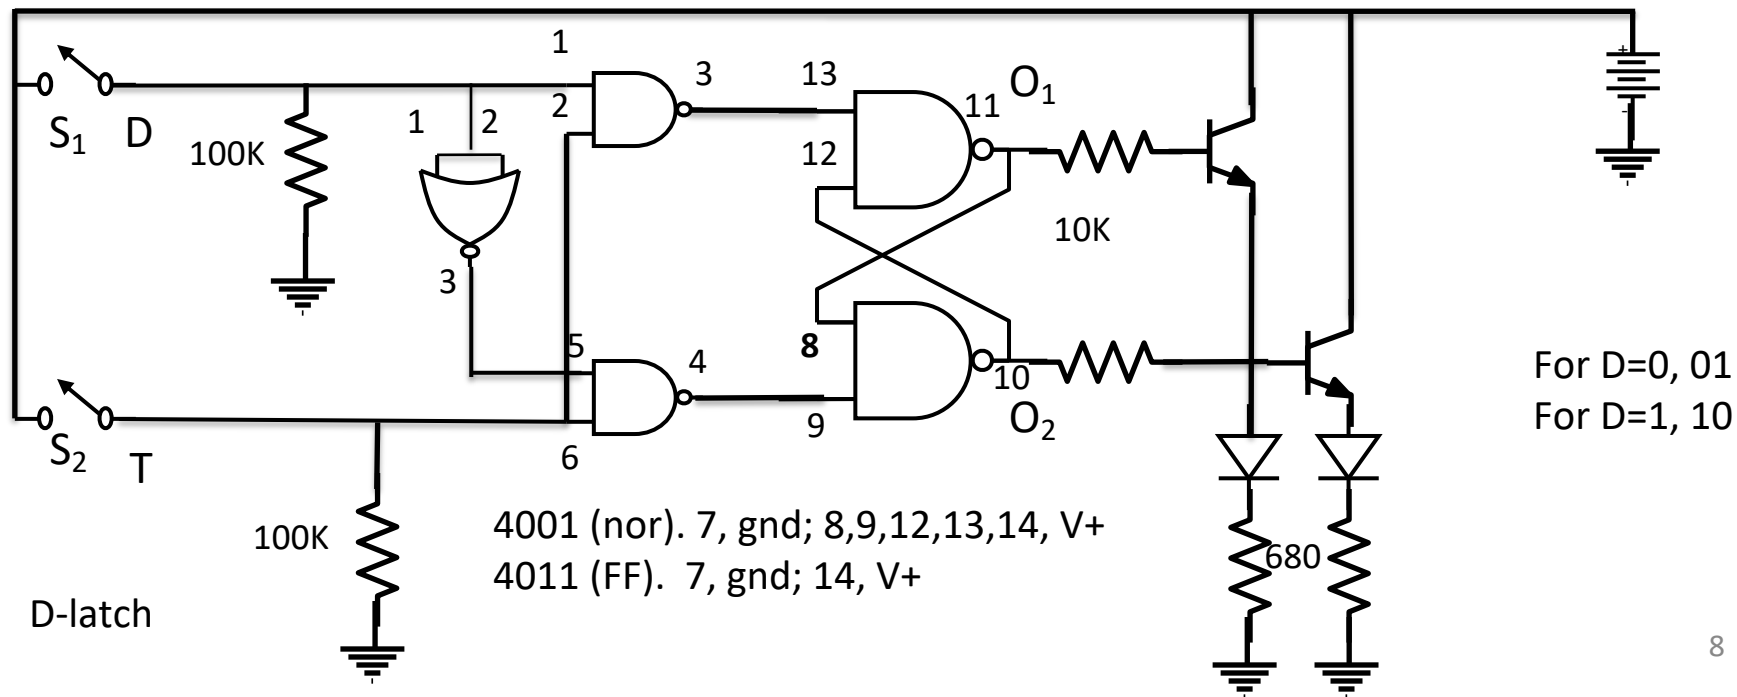 1
3
13
O₁
11
+
-
S₁
D
100K
1
2
2
12
10K
3
5
4
8
10
O₂
For D=0, 01
For D=1, 10
S₂
T
6
9
100K
4001 (nor). 7, gnd; 8,9,12,13,14, V+
4011 (FF). 7, gnd; 14, V+
680
D-latch
8